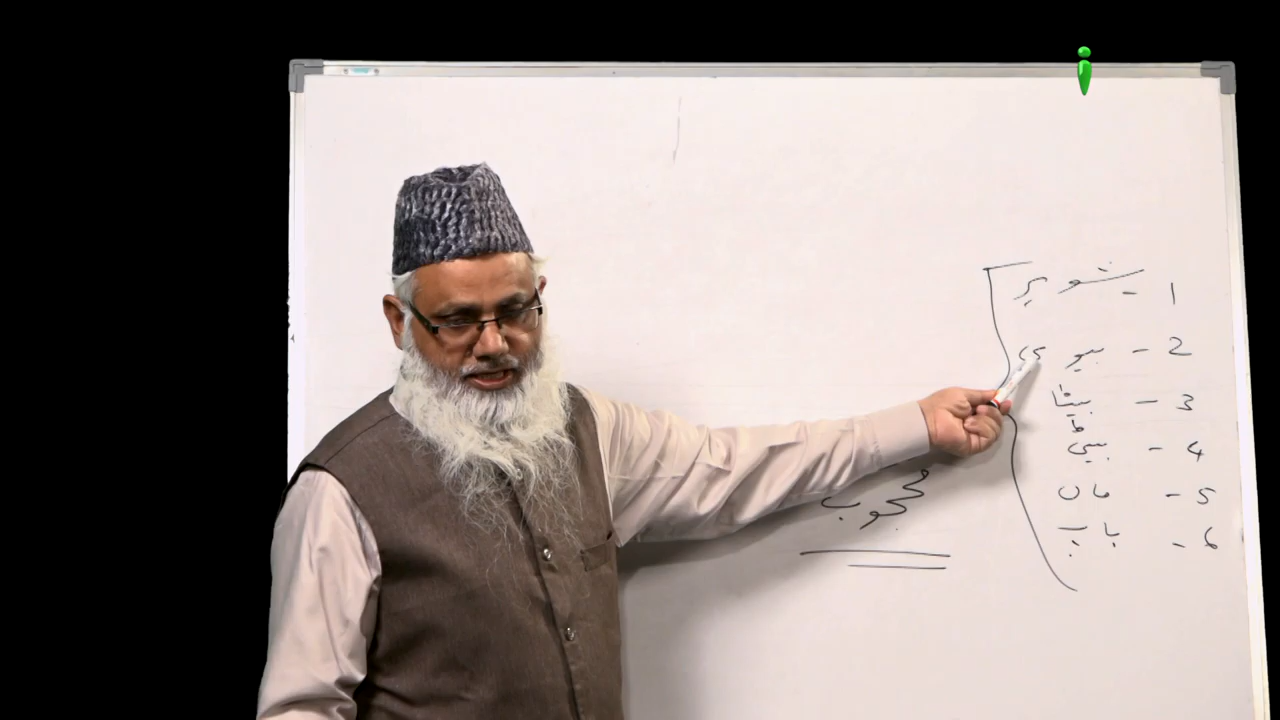 1 - شوہر
2 - بیوی
3 - بیٹا
4 - بیٹی
5 - ماں
6 - باپ
محجوب